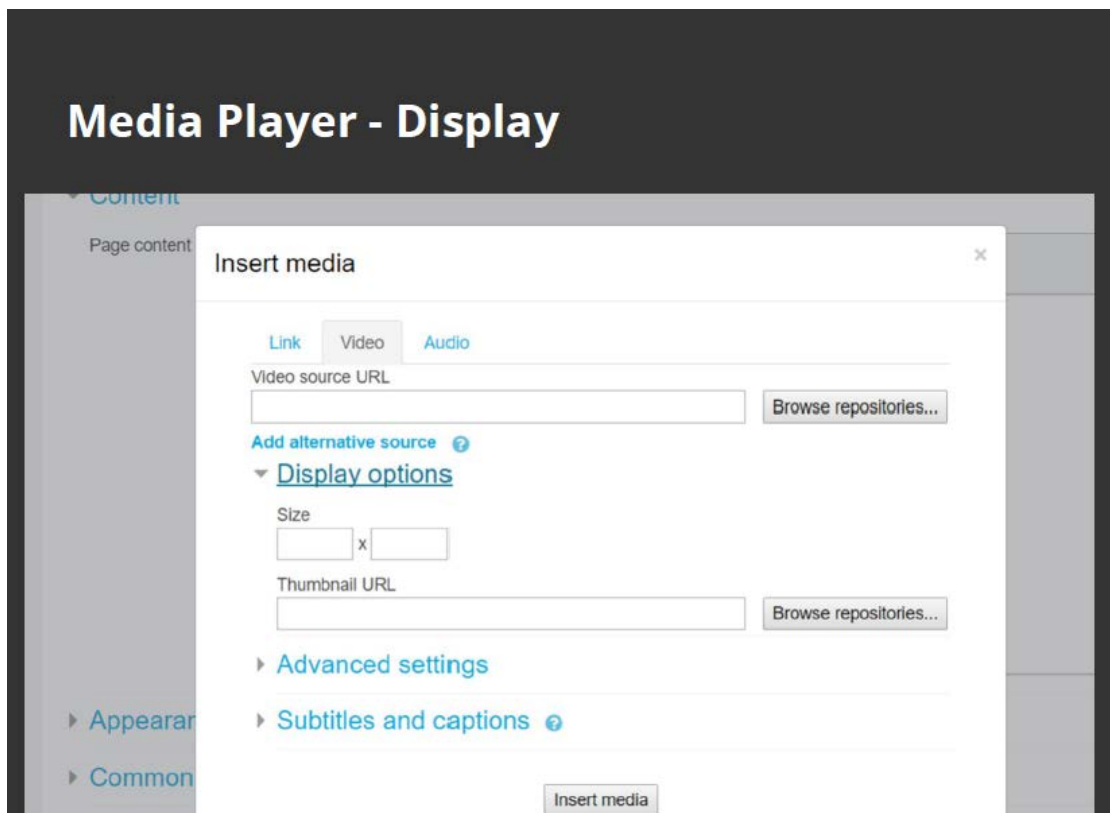 Media Player - Display
Content
Page content
Insert media
×
Link Video Audio
Video source URL
Browse repositories...
Add alternative source ?
Display options
Size
x
Thumbnail URL
Browse repositories...
Advanced settings
Appearan
Subtitles and captions ?
Common
Insert media